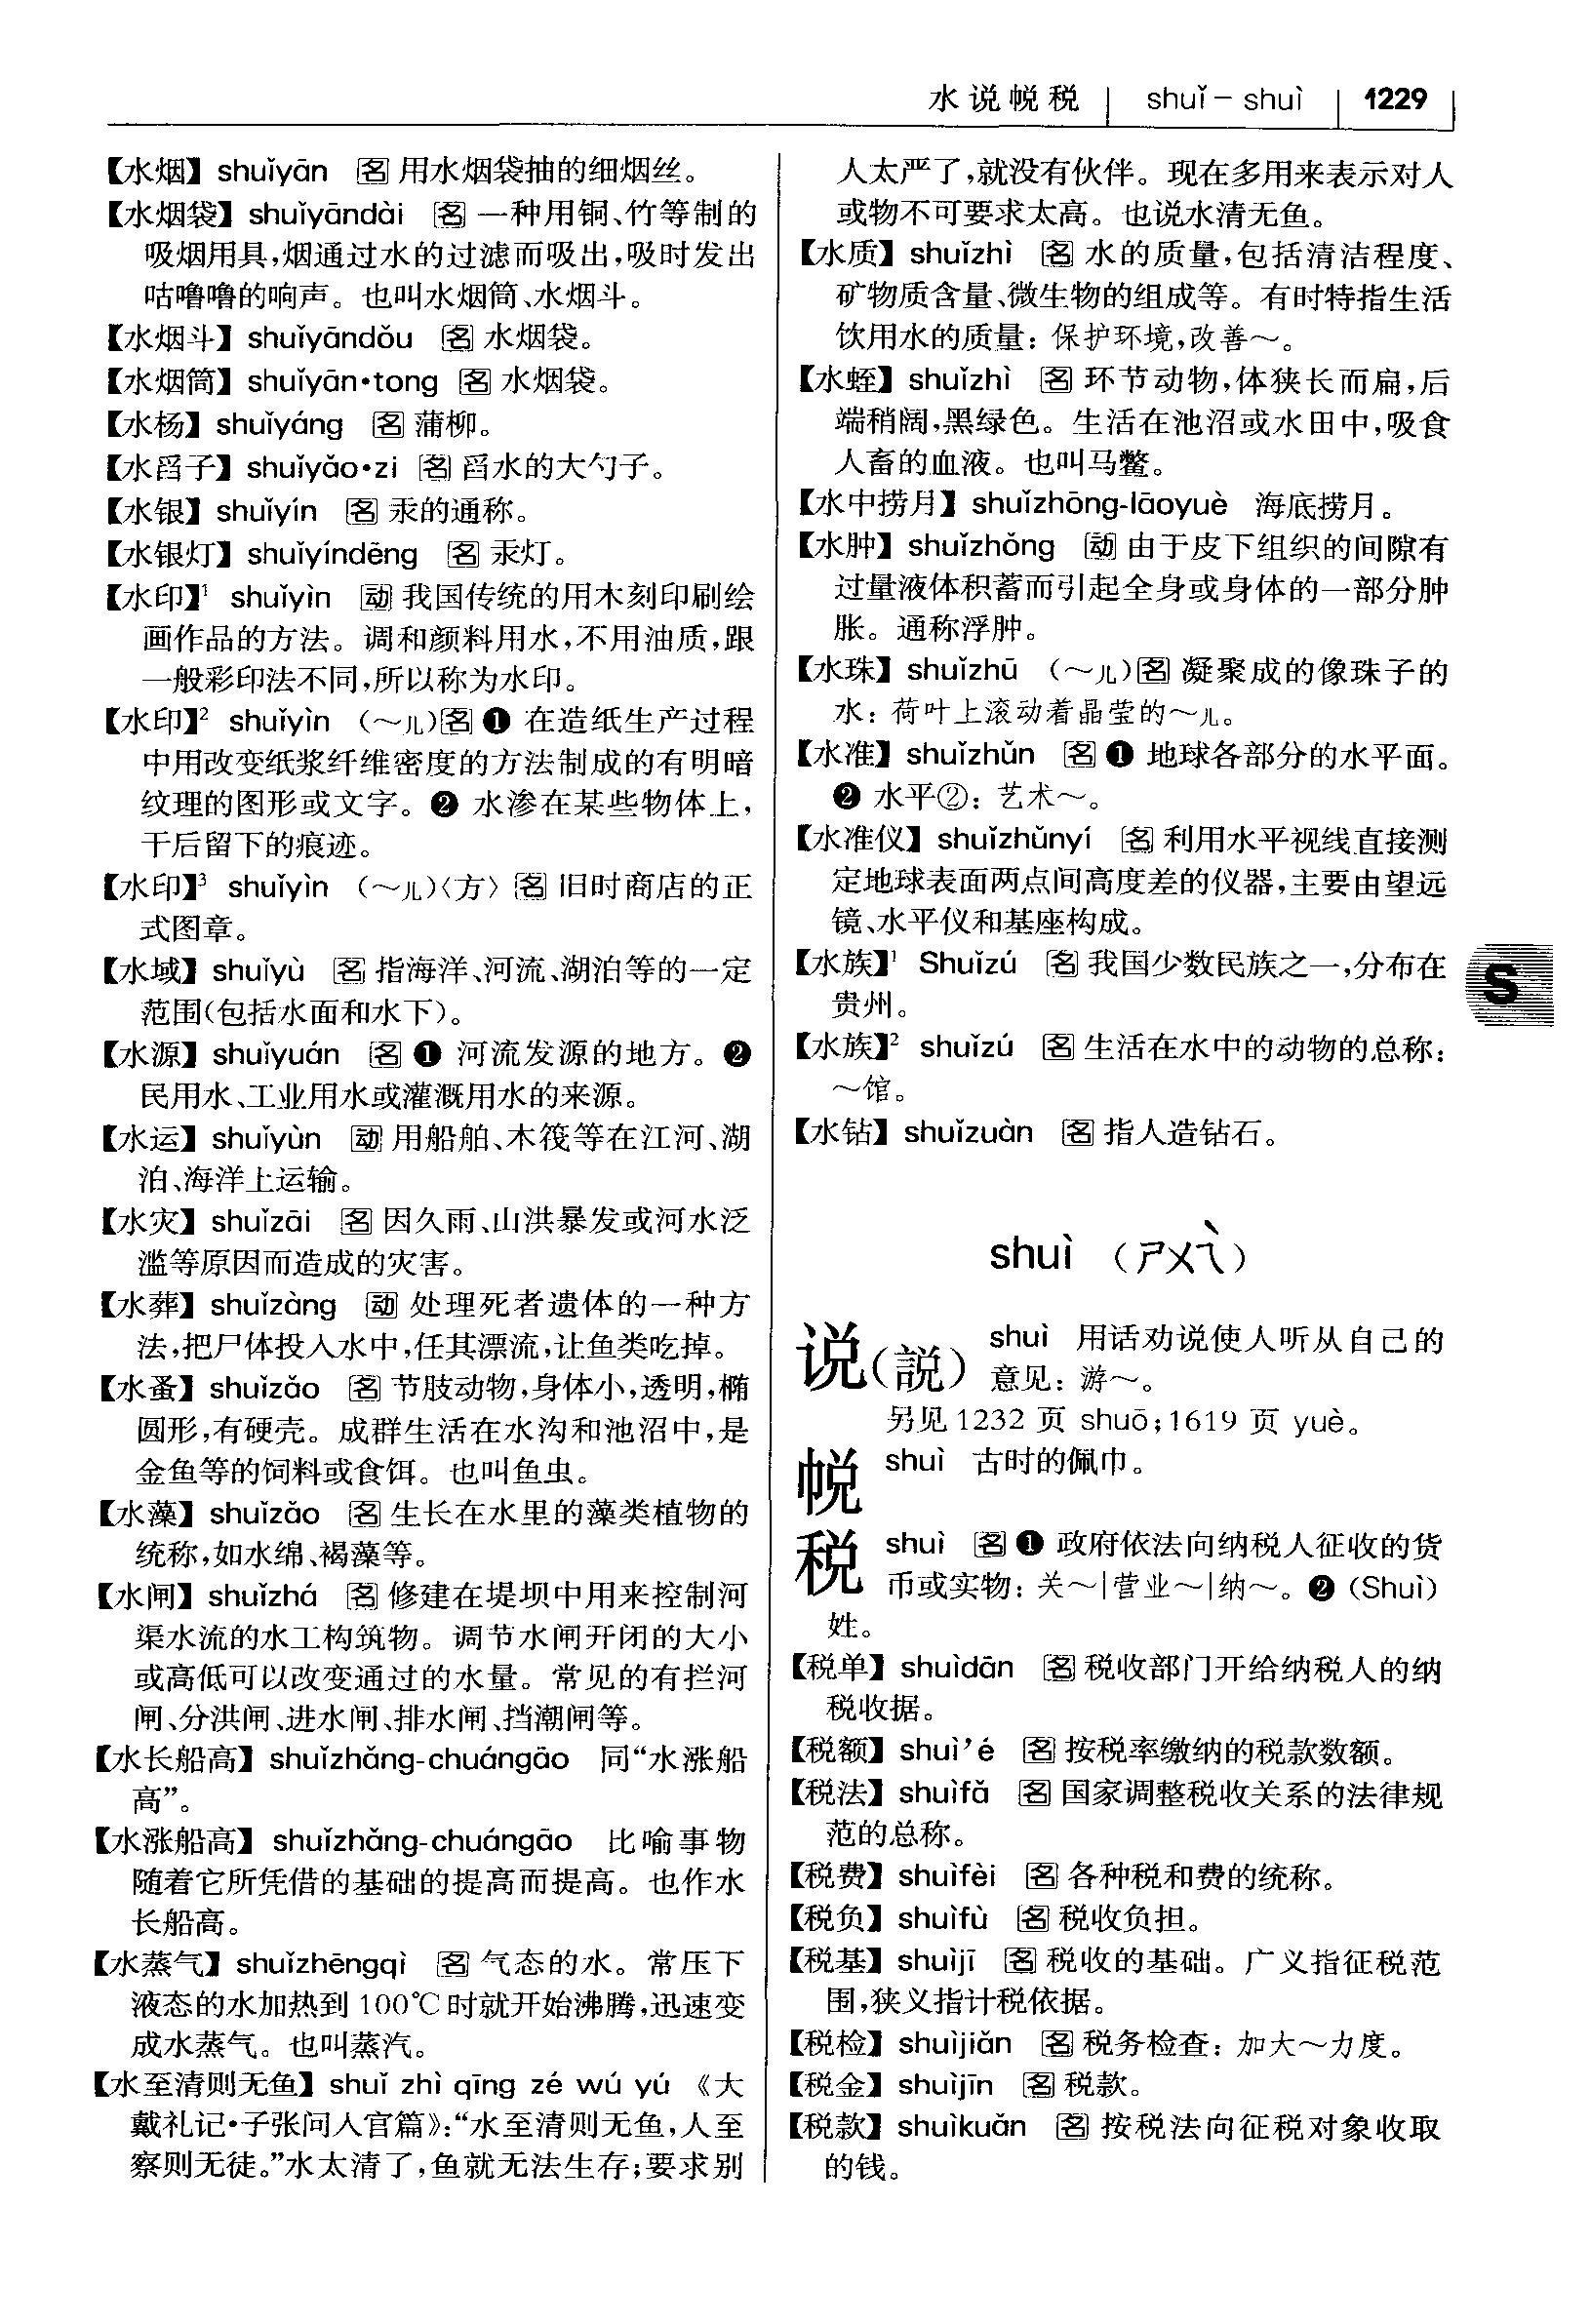 水说帨税 shuǐ－shuì 1229
【水烟】 shuǐyān 名 用水烟袋抽的细烟丝。
【水烟袋】 shuǐyāndài 名 一种用铜、竹等制的
吸烟用具,烟通过水的过滤而吸出,吸时发出
咕噜噜的响声。也叫水烟筒、水烟斗。
【水烟斗】 shuǐyāndǒu 名 水烟袋。
【水烟筒】 shuǐyān•tong 名 水烟袋。
【水杨】 shuǐyáng 名 蒲柳。
【水舀子】 shuǐyǎo•zi 名 舀水的大勺子。
【水银】 shuǐyín 名 汞的通称。
【水银灯】 shuǐyíndēng 名 汞灯。
【水印】¹ shuǐyìn 动 我国传统的用木刻印刷绘
画作品的方法。调和颜料用水,不用油质,跟
一般彩印法不同,所以称为水印。
【水印】² shuǐyìn （～儿）名 ❶ 在造纸生产过程
中用改变纸浆纤维密度的方法制成的有明暗
纹理的图形或文字。❷ 水渗在某些物体上,
干后留下的痕迹。
【水印】³ shuǐyìn （～儿）〈方〉 名 旧时商店的正
式图章。
【水域】 shuǐyù 名 指海洋、河流、湖泊等的一定
范围(包括水面和水下)。
【水源】 shuǐyuán 名 ❶ 河流发源的地方。❷
民用水、工业用水或灌溉用水的来源。
【水运】 shuǐyùn 动 用船舶、木筏等在江河、湖
泊、海洋上运输。
【水灾】 shuǐzāi 名 因久雨、山洪暴发或河水泛
滥等原因而造成的灾害。
【水葬】 shuǐzàng 动 处理死者遗体的一种方
法,把尸体投入水中,任其漂流,让鱼类吃掉。
【水蚤】 shuǐzǎo 名 节肢动物,身体小,透明,椭
圆形,有硬壳。成群生活在水沟和池沼中,是
金鱼等的饲料或食饵。也叫鱼虫。
【水藻】 shuǐzǎo 名 生长在水里的藻类植物的
统称,如水绵、褐藻等。
【水闸】 shuǐzhá 名 修建在堤坝中用来控制河
渠水流的水工构筑物。调节水闸开闭的大小
或高低可以改变通过的水量。常见的有拦河
闸、分洪闸、进水闸、排水闸、挡潮闸等。
【水长船高】 shuǐzhǎng-chuángāo 同“水涨船
高”。
【水涨船高】 shuǐzhǎng-chuángāo 比喻事物
随着它所凭借的基础的提高而提高。也作水
长船高。
【水蒸气】 shuǐzhēngqì 名 气态的水。常压下
液态的水加热到100℃时就开始沸腾,迅速变
成水蒸气。也叫蒸汽。
【水至清则无鱼】 shuǐ zhì qīng zé wú yú 《大
戴礼记•子张问入官篇》:“水至清则无鱼,人至
察则无徒。”水太清了,鱼就无法生存;要求别
人太严了,就没有伙伴。现在多用来表示对人
或物不可要求太高。也说水清无鱼。
【水质】 shuǐzhì 名 水的质量,包括清洁程度、
矿物质含量、微生物的组成等。有时特指生活
饮用水的质量: 保护环境,改善～。
【水蛭】 shuǐzhì 名 环节动物,体狭长而扁,后
端稍阔,黑绿色。生活在池沼或水田中,吸食
人畜的血液。也叫马鳖。
【水中捞月】 shuǐzhōng-lāoyuè 海底捞月。
【水肿】 shuǐzhǒng 动 由于皮下组织的间隙有
过量液体积蓄而引起全身或身体的一部分肿
胀。通称浮肿。
【水珠】 shuǐzhū （～儿）名 凝聚成的像珠子的
水: 荷叶上滚动着晶莹的～儿。
【水准】 shuǐzhǔn 名 ❶ 地球各部分的水平面。
❷ 水平②: 艺术～。
【水准仪】 shuǐzhǔnyí 名 利用水平视线直接测
定地球表面两点间高度差的仪器,主要由望远
镜、水平仪和基座构成。
【水族】¹ Shuǐzú 名 我国少数民族之一,分布在
贵州。
【水族】² shuǐzú 名 生活在水中的动物的总称:
～馆。
【水钻】 shuǐzuàn 名 指人造钻石。
S
shuì （ㄕㄨㄟˋ）
说(説) shuì 用话劝说使人听从自己的
意见: 游～。
另见 1232 页 shuō;1619 页 yuè。
帨 shuì 古时的佩巾。
税 shuì 名 ❶ 政府依法向纳税人征收的货
币或实物: 关～|营业～|纳～。❷ (Shuì)
姓。
【税单】 shuìdān 名 税收部门开给纳税人的纳
税收据。
【税额】 shuì’é 名 按税率缴纳的税款数额。
【税法】 shuìfǎ 名 国家调整税收关系的法律规
范的总称。
【税费】 shuìfèi 名 各种税和费的统称。
【税负】 shuìfù 名 税收负担。
【税基】 shuìjī 名 税收的基础。广义指征税范
围,狭义指计税依据。
【税检】 shuìjiǎn 名 税务检查: 加大～力度。
【税金】 shuìjīn 名 税款。
【税款】 shuìkuǎn 名 按税法向征税对象收取
的钱。